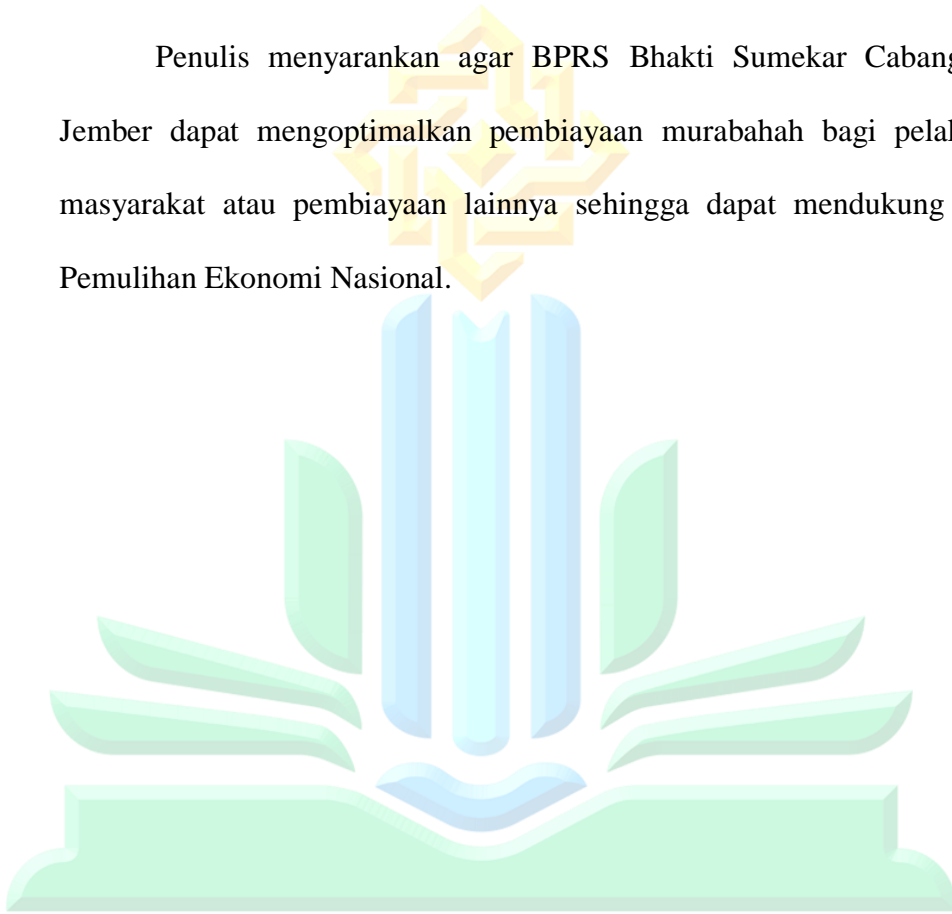 Penulis menyarankan agar BPRS Bhakti Sumekar Cabang
Jember dapat mengoptimalkan pembiayaan murabahah bagi
masyarakat atau pembiayaan lainnya sehingga dapat mendukung
Pemulihan Ekonomi Nasional.